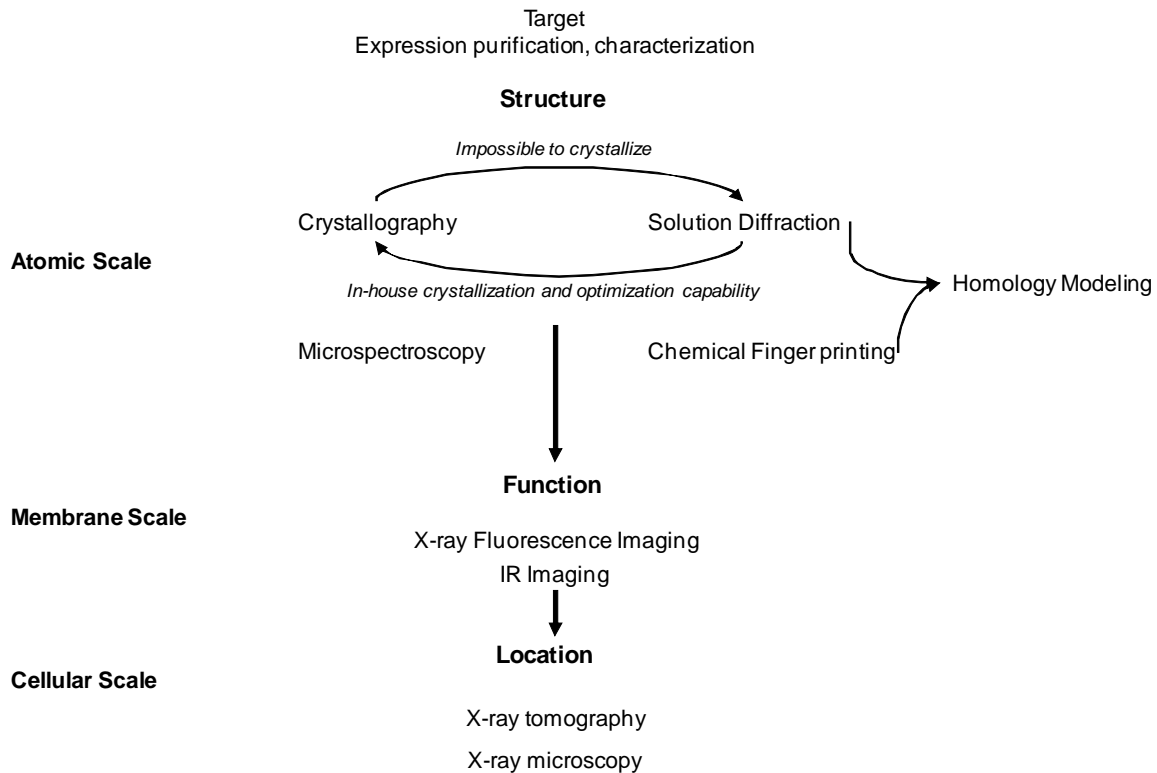 Target
Expression purification, characterization
Structure
Impossible to crystallize
Crystallography
Solution Diffraction
Atomic Scale
In-house crystallization and optimization capability
Homology Modeling
Microspectroscopy
Chemical Finger printing
Function
Membrane Scale
X-ray Fluorescence Imaging
IR Imaging
Location
Cellular Scale
X-ray tomography
X-ray microscopy